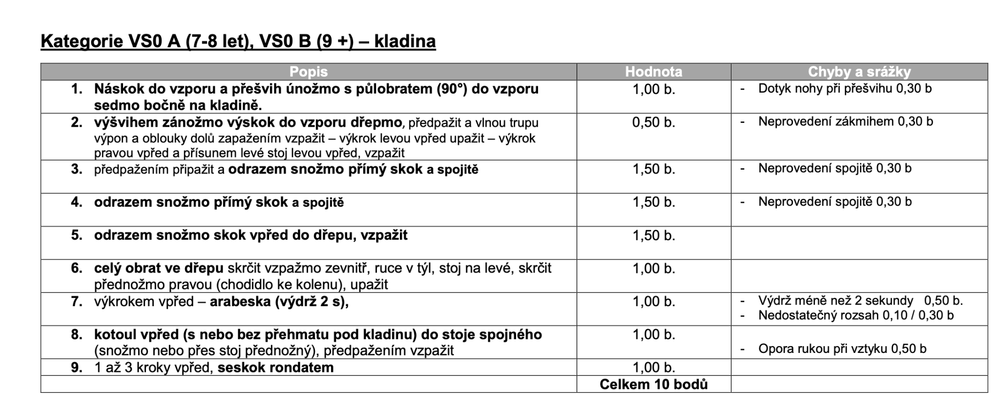 Kategorie VS0 A (7-8 let), VS0 B (9 +) – kladina
Popis Hodnota Chyby a srážky
1. Náskok do vzporu a přešvih únožmo s půlobratem (90°) do vzporu 1,00 b. - Dotyk nohy při přešvihu 0,30 b
sedmo bočně na kladině.
2. výšvihem zánožmo výskok do vzporu dřepmo, předpažit a vlnou trupu 0,50 b. - Neprovedení zákmihem 0,30 b
výpon a oblouky dolů zapažením vzpažit – výkrok levou vpřed upažit – výkrok
pravou vpřed a přísunem levé stoj levou vpřed, vzpažit
3. předpažením připažit a odrazem snožmo přímý skok a spojitě 1,50 b. - Neprovedení spojitě 0,30 b
4. odrazem snožmo přímý skok a spojitě 1,50 b. - Neprovedení spojitě 0,30 b
5. odrazem snožmo skok vpřed do dřepu, vzpažit 1,50 b.
6. celý obrat ve dřepu skrčit vzpažmo zevnitř, ruce v týl, stoj na levé, skrčit 1,00 b.
přednožmo pravou (chodidlo ke kolenu), upažit
7. výkrokem vpřed – arabeska (výdrž 2 s), 1,00 b. - Výdrž méně než 2 sekundy 0,50 b.
- Nedostatečný rozsah 0,10 / 0,30 b
8. kotoul vpřed (s nebo bez přehmatu pod kladinu) do stoje spojného 1,00 b.
(snožmo nebo přes stoj přednožný), předpažením vzpažit - Opora rukou při vztyku 0,50 b
9. 1 až 3 kroky vpřed, seskok rondatem 1,00 b.
Celkem 10 bodů